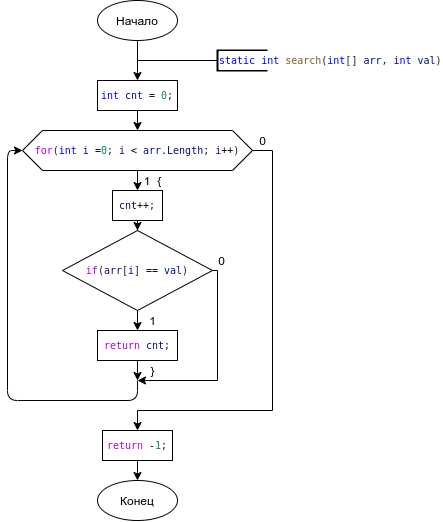 Начало
static int search(int[] arr, int val)
int cnt = 0;
for(int i =0; i < arr.Length; i++)
0
1 {
cnt++;
if(arr[i] == val)
0
1
return cnt;
}
return -1;
Конец